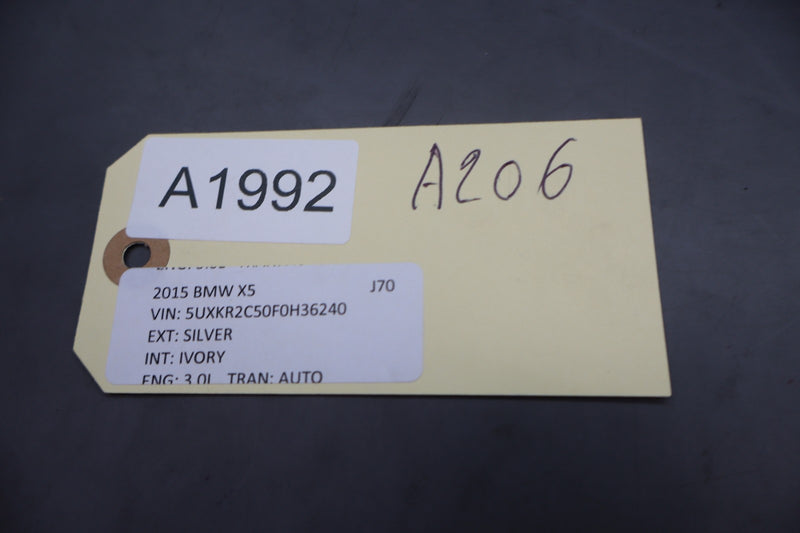 A1992
A206
2015 BMW X5 J70
VIN: 5UXKR2C50F0H36240
EXT: SILVER
INT: IVORY
ENG: 3.0L TRAN: AUTO